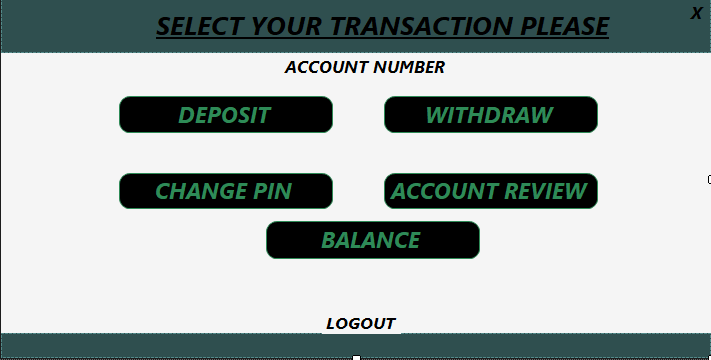 SELECT YOUR TRANSACTION PLEASE
X
ACCOUNT NUMBER
DEPOSIT
WITHDRAW
CHANGE PIN
ACCOUNT REVIEW
BALANCE
LOGOUT